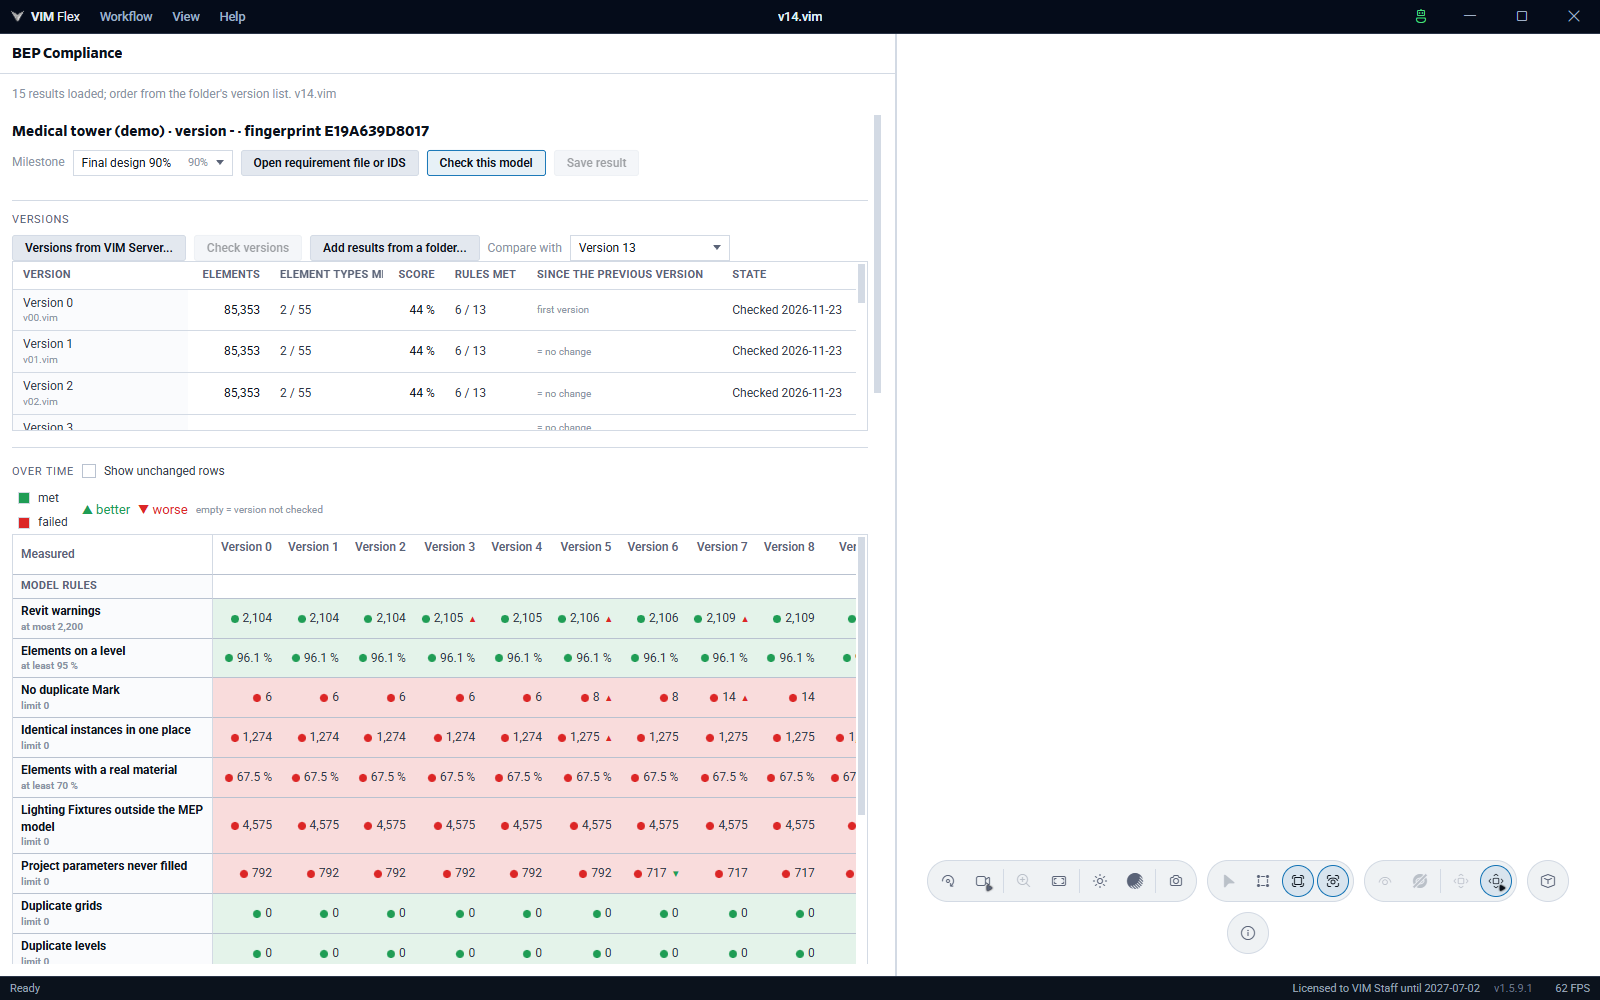 VIM Flex Workflow View Help v14.vim
BEP Compliance
15 results loaded; order from the folder's version list. v14.vim
Medical tower (demo) · version - · fingerprint E19A639D8017
Milestone Final design 90% 90% Open requirement file or IDS Check this model Save result
VERSIONS
Versions from VIM Server... Check versions Add results from a folder... Compare with Version 13
VERSION ELEMENTS ELEMENT TYPES MI SCORE RULES MET SINCE THE PREVIOUS VERSION STATE
Version 0 85,353 2 / 55 44 % 6 / 13 first version Checked 2026-11-23
v00.vim
Version 1 85,353 2 / 55 44 % 6 / 13 = no change Checked 2026-11-23
v01.vim
Version 2 85,353 2 / 55 44 % 6 / 13 = no change Checked 2026-11-23
v02.vim
Version 3 = no change
OVER TIME Show unchanged rows
met
failed
▲ better ▼ worse empty = version not checked
Measured Version 0 Version 1 Version 2 Version 3 Version 4 Version 5 Version 6 Version 7 Version 8 Ver
MODEL RULES
Revit warnings 2,104 2,104 2,104 2,105 ▲ 2,105 2,106 ▲ 2,106 2,109 ▲ 2,109
at most 2,200
Elements on a level 96.1 % 96.1 % 96.1 % 96.1 % 96.1 % 96.1 % 96.1 % 96.1 % 96.1 %
at least 95 %
No duplicate Mark 6 6 6 6 6 8 ▲ 8 14 ▲ 14
limit 0
Identical instances in one place 1,274 1,274 1,274 1,274 1,274 1,275 ▲ 1,275 1,275 1,275 1
limit 0
Elements with a real material 67.5 % 67.5 % 67.5 % 67.5 % 67.5 % 67.5 % 67.5 % 67.5 % 67.5 % 67
at least 70 %
Lighting Fixtures outside the MEP
model 4,575 4,575 4,575 4,575 4,575 4,575 4,575 4,575 4,575
limit 0
Project parameters never filled 792 792 792 792 792 792 717 ▼ 717 717
limit 0
Duplicate grids 0 0 0 0 0 0 0 0 0
limit 0
Duplicate levels 0 0 0 0 0 0 0 0 0
limit 0
Ready Licensed to VIM Staff until 2027-07-02 v1.5.9.1 62 FPS